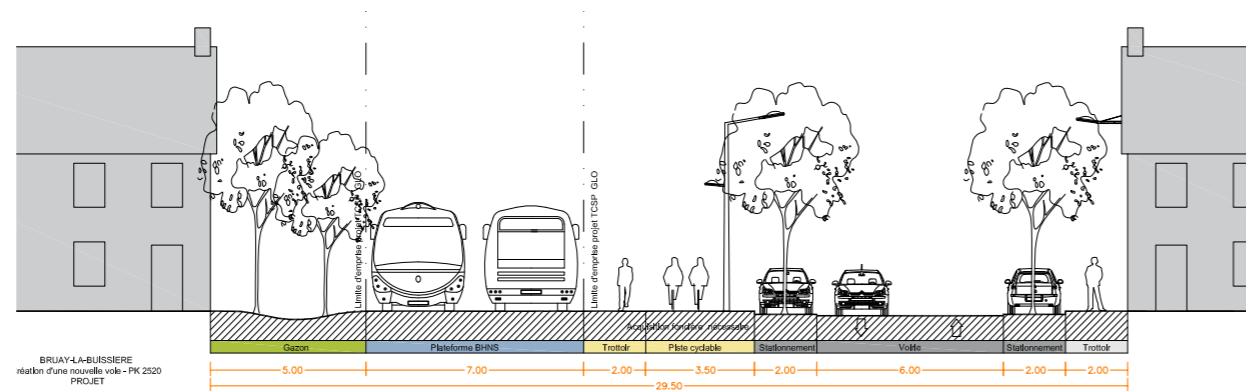 Limite d'emprise projet TCSP GLO
Limite d'emprise projet TCSP GLO
Acquisition foncière nécessaire
Gazon
Plateforme BHNS
Trottoir
Piste cyclable
Stationnement
Voirie
Stationnement
Trottoir
BRUAY-LA-BUISSIERE
réation d'une nouvelle voie - PK 2520
PROJET
5.00
7.00
2.00
3.50
2.00
6.00
2.00
2.00
29.50